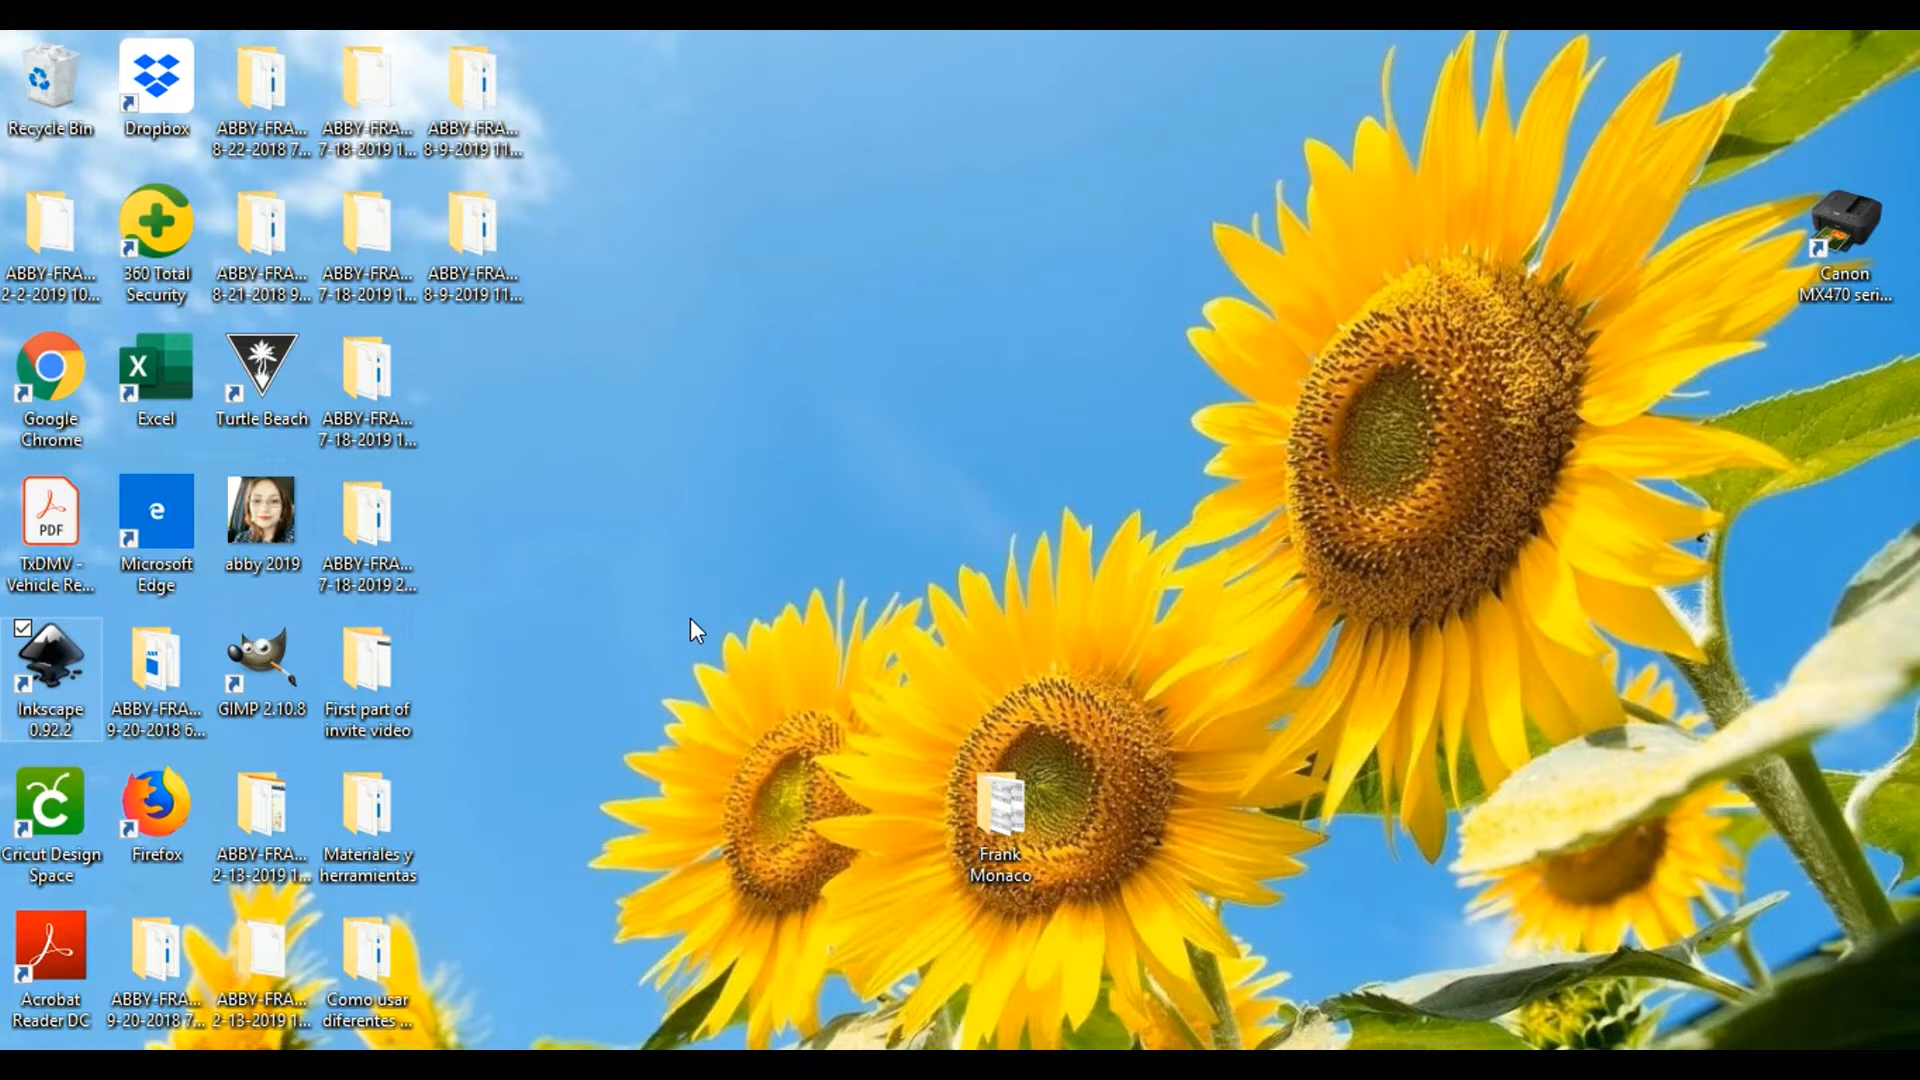 Recycle Bin
Dropbox
ABBY-FRA...
8-22-2018 7...
ABBY-FRA...
7-18-2019 1...
ABBY-FRA...
8-9-2019 11...
ABBY-FRA...
2-2-2019 10...
360 Total
Security
ABBY-FRA...
8-21-2018 9...
ABBY-FRA...
7-18-2019 1...
ABBY-FRA...
8-9-2019 11...
Canon
MX470 seri...
Google
Chrome
X
Excel
Turtle Beach
ABBY-FRA...
7-18-2019 1...
PDF
TxDMV -
Vehicle Re...
e
Microsoft
Edge
abby 2019
ABBY-FRA...
7-18-2019 2...
Inkscape
0.92.2
ABBY-FRA...
9-20-2018 6...
GIMP 2.10.8
First part of
invite video
Cricut Design
Space
Firefox
ABBY-FRA...
2-13-2019 1...
Materiales y
herramientas
Frank
Monaco
Acrobat
Reader DC
ABBY-FRA...
9-20-2018 7...
ABBY-FRA...
2-13-2019 1...
Como usar
diferentes ...